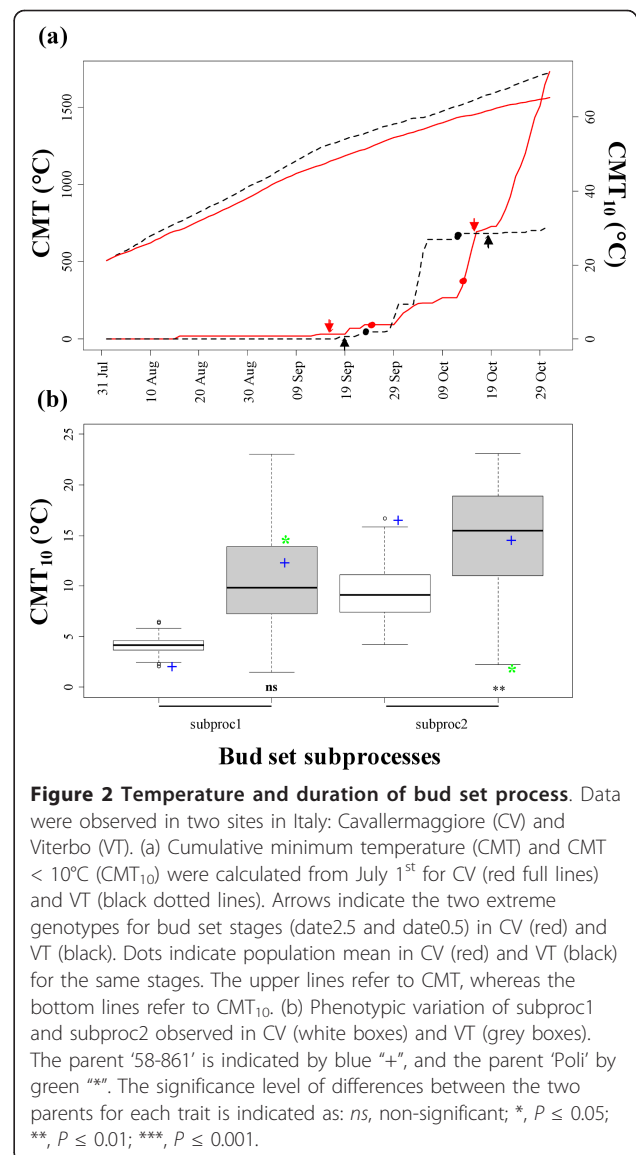 (a)
CMT (°C)
1500
1000
500
0
60
40
20
0
CMT10 (°C)
31 Jul
10 Aug
20 Aug
30 Aug
09 Sep
19 Sep
29 Sep
09 Oct
19 Oct
29 Oct
(b)
CMT10 (°C)
25
20
15
10
5
0
+
*
+
+
+
*
ns
**
subproc1
subproc2
Bud set subprocesses
Figure 2 Temperature and duration of bud set process. Data
were observed in two sites in Italy: Cavallermaggiore (CV) and
Viterbo (VT). (a) Cumulative minimum temperature (CMT) and CMT
< 10°C (CMT10) were calculated from July 1st for CV (red full lines)
and VT (black dotted lines). Arrows indicate the two extreme
genotypes for bud set stages (date2.5 and date0.5) in CV (red) and
VT (black). Dots indicate population mean in CV (red) and VT (black)
for the same stages. The upper lines refer to CMT, whereas the
bottom lines refer to CMT10. (b) Phenotypic variation of subproc1
and subproc2 observed in CV (white boxes) and VT (grey boxes).
The parent '58-861' is indicated by blue "+", and the parent 'Poli' by
green "*". The significance level of differences between the two
parents for each trait is indicated as: ns, non-significant; *, P ≤ 0.05;
**, P ≤ 0.01; ***, P ≤ 0.001.